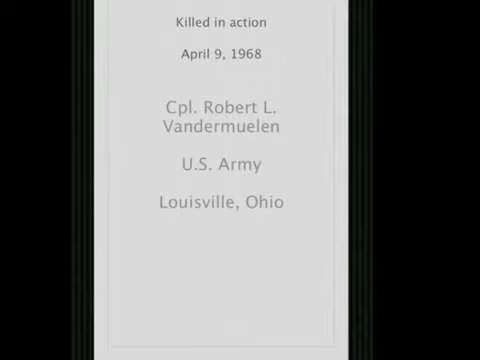 Killed in action
April 9, 1968
Cpl. Robert L.
Vandermuelen
U.S. Army
Louisville, Ohio